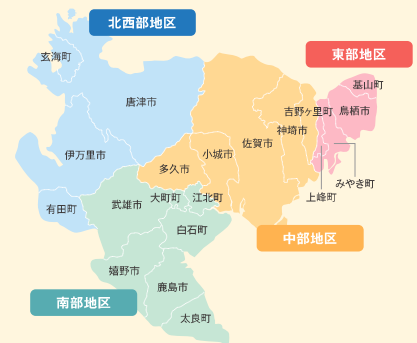 北西部地区
東部地区
玄海町
唐津市
基山町
吉野ヶ里町
鳥栖市
神埼市
佐賀市
小城市
伊万里市
多久市
みやき町
上峰町
有田町
武雄市
大町町
江北町
白石町
中部地区
嬉野市
鹿島市
南部地区
太良町